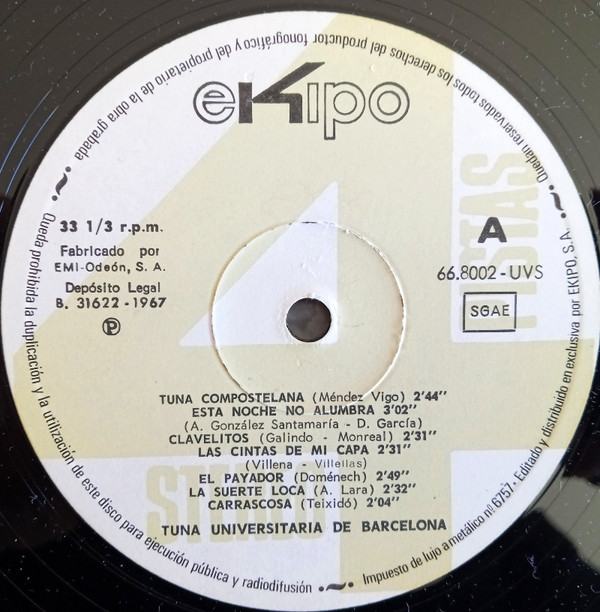 Quedan reservados todos los derechos del productor fonográfico y del propietario de la obra grabada
ekipo
4
PISTAS
STEREO
33 1/3 r.p.m.
Fabricado por
EMI-Odeón, S. A.
Depósito Legal
B. 31622 - 1967
Ⓟ
A
66.8002-UVS
SGAE
TUNA COMPOSTELANA (Méndez Vigo) 2'44''
ESTA NOCHE NO ALUMBRA 3'02''
(A. González Santamaría - D. García)
CLAVELITOS (Galindo - Monreal) 2'31''
LAS CINTAS DE MI CAPA 2'31''
(Villena - Villellas)
EL PAYADOR (Doménech) 2'49''
LA SUERTE LOCA (A. Lara) 2'32''
CARRASCOSA (Teixidó) 2'04''
TUNA UNIVERSITARIA DE BARCELONA
Queda prohibida la duplicación y la utilización de este disco para ejecución pública y radiodifusión
Impuesto de lujo a metálico nº 6757. Editado y distribuido en exclusiva por EKIPO, S.A.